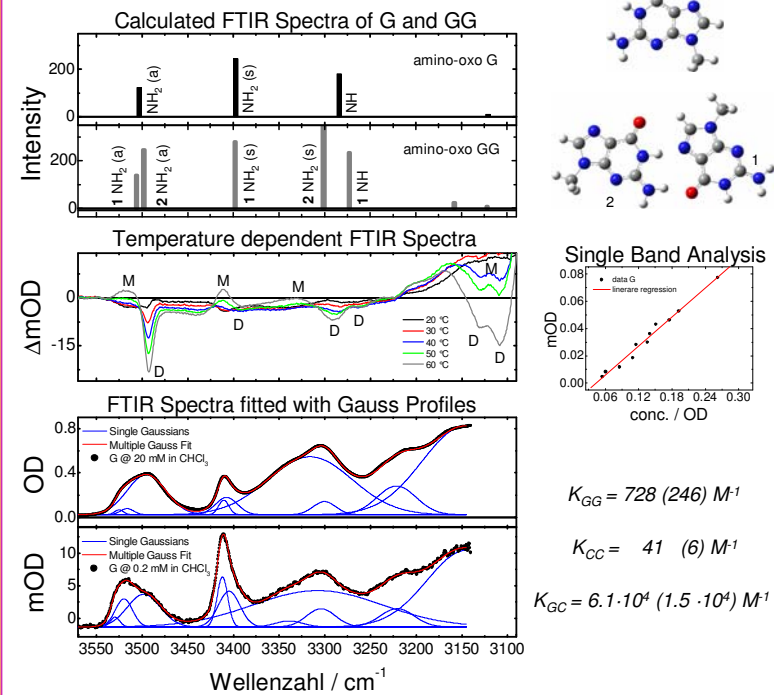 Calculated FTIR Spectra of G and GG
Intensity
200
0
NH2 (a)
NH2 (s)
NH
amino-oxo G
200
0
1 NH2 (a)
2 NH2 (a)
1 NH2 (s)
2 NH2 (s)
1 NH
amino-oxo GG
1
2
Temperature dependent FTIR Spectra
ΔmOD
0
-15
M
M
M
M
D
D
D
D
D
D
20 °C
30 °C
40 °C
50 °C
60 °C
Single Band Analysis
mOD
0.08
0.06
0.04
0.02
0.00
data G
linerare regression
0.06 0.12 0.18 0.24 0.30
conc. / OD
FTIR Spectra fitted with Gauss Profiles
OD
0.8
0.4
0.0
Single Gaussians
Multiple Gauss Fit
G @ 20 mM in CHCl3
mOD
10
5
0
Single Gaussians
Multiple Gauss Fit
G @ 0.2 mM in CHCl3
3550 3500 3450 3400 3350 3300 3250 3200 3150 3100
Wellenzahl / cm-1
KGG = 728 (246) M-1
KCC = 41 (6) M-1
KGC = 6.1·10⁴ (1.5 ·10⁴) M-1